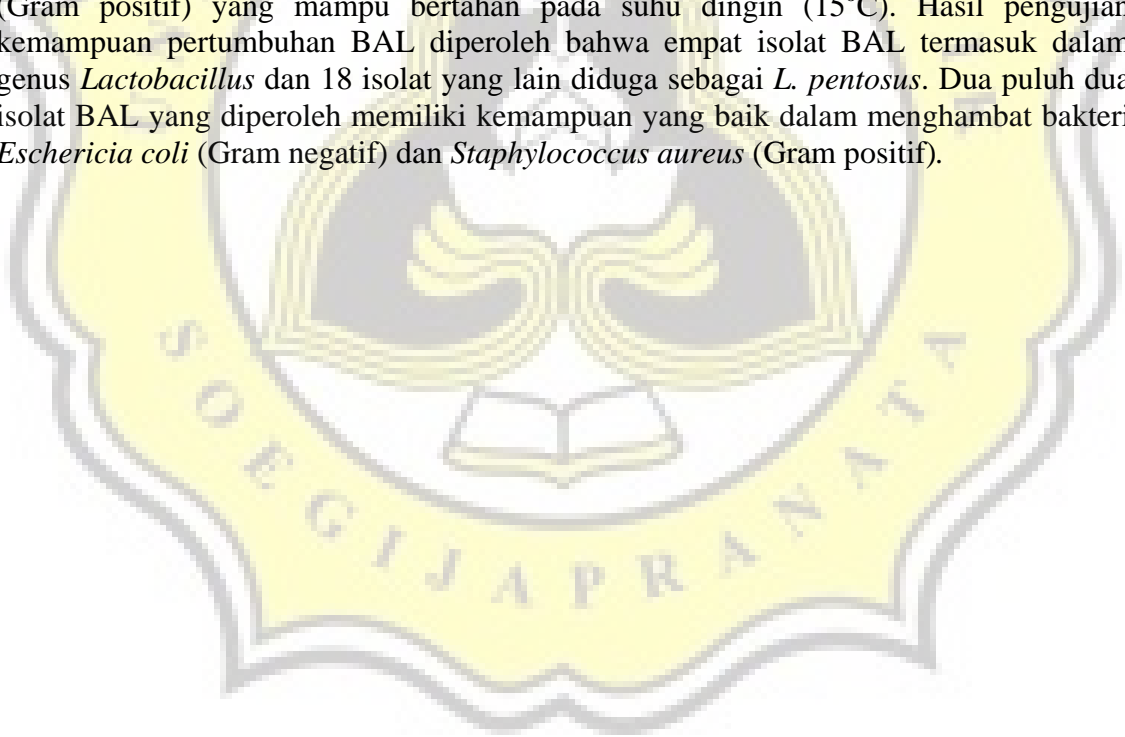 (Gram positif) yang mampu bertahan pada suhu dingin (15°C). Hasil pengujian
kemampuan pertumbuhan BAL diperoleh bahwa empat isolat BAL termasuk dalam
genus Lactobacillus dan 18 isolat yang lain diduga sebagai L. pentosus. Dua puluh dua
isolat BAL yang diperoleh memiliki kemampuan yang baik dalam menghambat bakteri
Eschericia coli (Gram negatif) dan Staphylococcus aureus (Gram positif).
SOEGIJAPRANATA